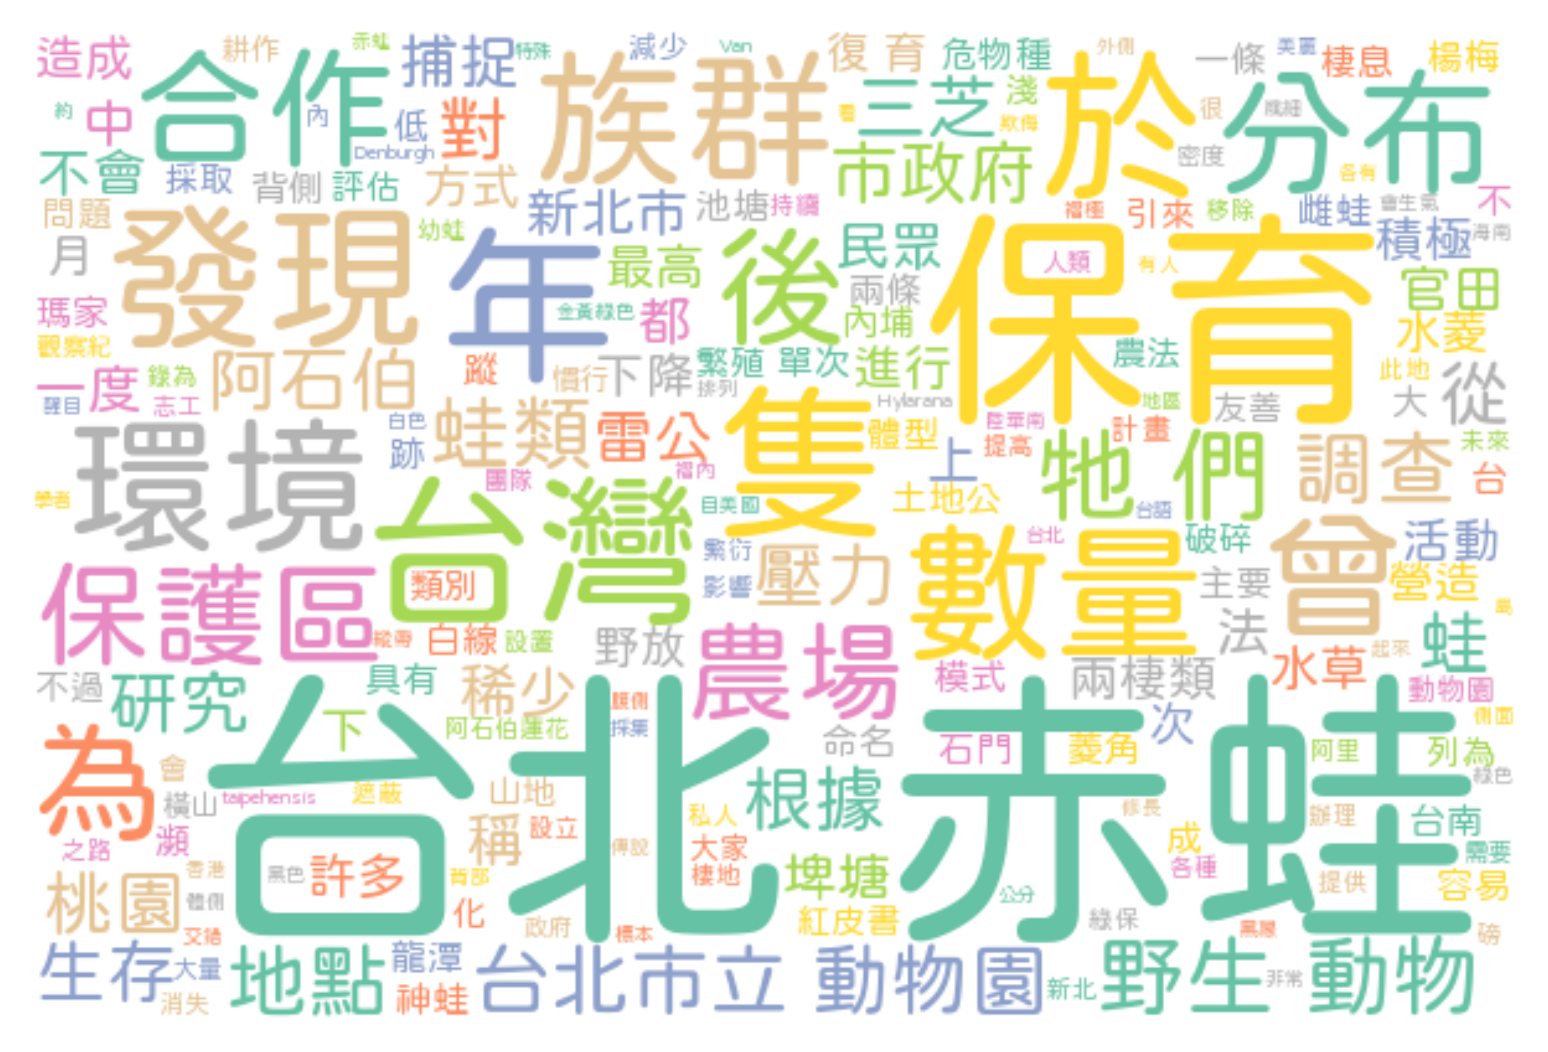 造成 耕作 赤蛙 捕捉 特殊 減少 Van 復育 危物種 外側 一條 美麗 棲息 楊梅
約 中 合作 內 低 對 族群 看 三芝 淺 欺侮 於 很 分布
Denburgh 市政府 密度 各有
不會 採取 背側 評估 方式 新北市 池塘 持續 褶極 引來 移除 雌蛙 會生氣 不
問題 月 發現 幼蛙 年 最高 後 民眾 保育 人類 有人 積極 海南
瑪家 金黃綠色 都 兩條 內埔 官田 水菱
觀察紀 一度 錄為 阿石伯 蹤 慣行 下降 繁殖 單次 進行 排列 農法 此地
醒目 志工 白色 Hylarana 陸華南 地區 友善 大 從
環境 跡 蛙類 雷公 隻 體型 上 提高 計畫 牠們 調查 未來 台
學者 團隊 褶內 台灣 目美國 土地公 台語
繁衍 壓力 數量 台北 破碎 曾 活動
保護區 類別 影響 主要 營造 島
縱帶 白線 設置 野放 農場 法 蛙 起來
不過 研究 具有 稀少 腹側 模式 兩棲類 水草 動物園
為 下 阿石伯蓮花 採集 命名 石門 菱角 次 側面
會 台北赤蛙 阿里 列為 綠色
橫山 taipehensis 遮蔽 山地 私人 根據 修長 辦理 台南
之路 瀕 稱 設立 傳說 大家 成 需要
香港 黑色 許多 背部 棲地 埤塘 公分 各種 提供 容易
桃園 體側 化 政府 標本 紅皮書 綠保 磅
交錯
生存 大量 地點 龍潭 台北市立 動物園 新北 野生 非常 動物
消失 神蛙